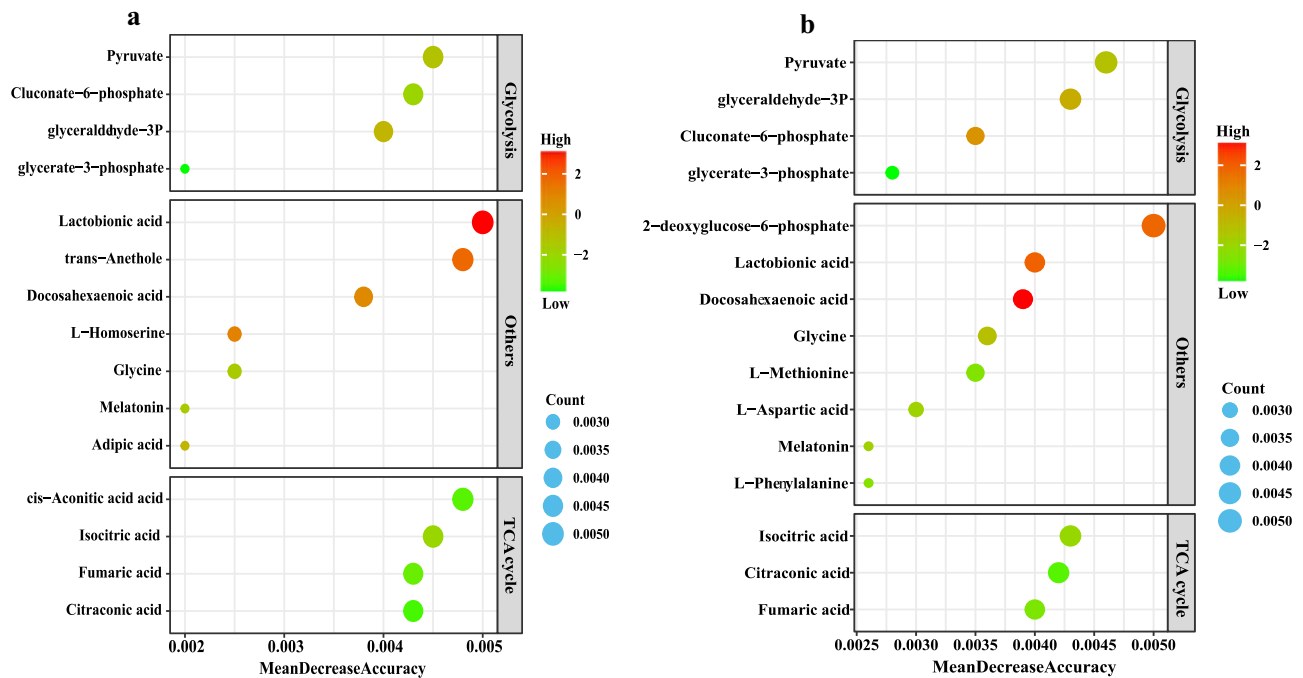 a
Pyruvate
Cluconate-6-phosphate
glyceraldehyde-3P
glycerate-3-phosphate
Glycolysis
Lactobionic acid
trans-Anethole
Docosahexaenoic acid
L-Homoserine
Glycine
Melatonin
Adipic acid
Others
cis-Aconitic acid acid
Isocitric acid
Fumaric acid
Citraconic acid
TCA cycle
0.002 0.003 0.004 0.005
MeanDecreaseAccuracy
High
2
0
-2
Low
Count
0.0030
0.0035
0.0040
0.0045
0.0050
b
Pyruvate
glyceraldehyde-3P
Cluconate-6-phosphate
glycerate-3-phosphate
Glycolysis
2-deoxyglucose-6-phosphate
Lactobionic acid
Docosahexaenoic acid
Glycine
L-Methionine
L-Aspartic acid
Melatonin
L-Phenylalanine
Others
Isocitric acid
Citraconic acid
Fumaric acid
TCA cycle
0.0025 0.0030 0.0035 0.0040 0.0045 0.0050
MeanDecreaseAccuracy
High
2
0
-2
Low
Count
0.0030
0.0035
0.0040
0.0045
0.0050